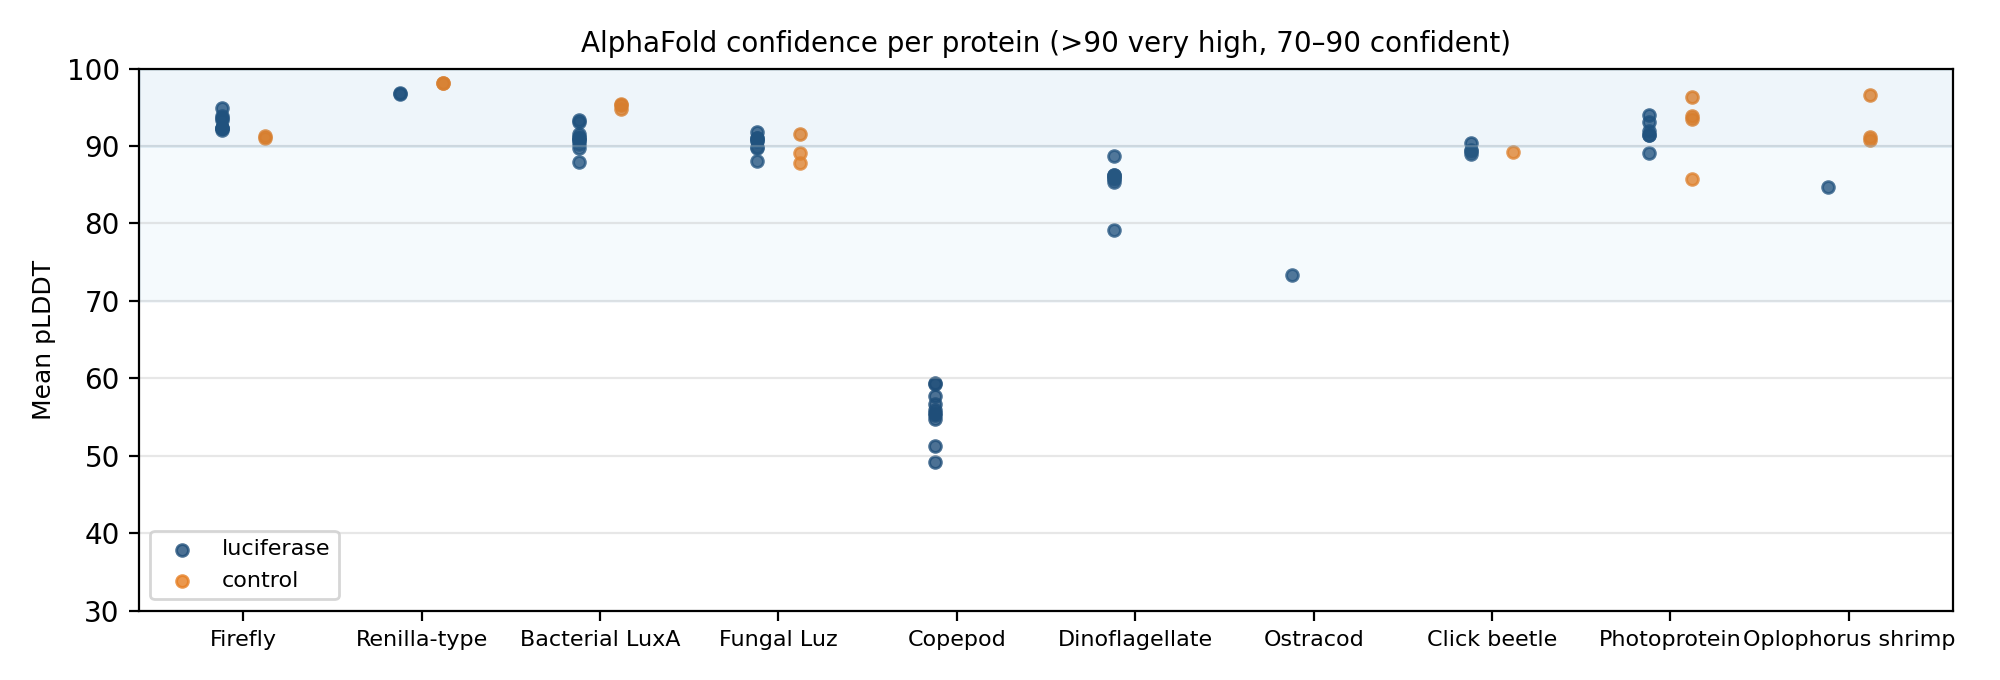 AlphaFold confidence per protein (>90 very high, 70–90 confident)
Mean pLDDT
100
90
80
70
60
50
40
30
luciferase
control
Firefly
Renilla-type
Bacterial LuxA
Fungal Luz
Copepod
Dinoflagellate
Ostracod
Click beetle
Photoprotein
Oplophorus shrimp